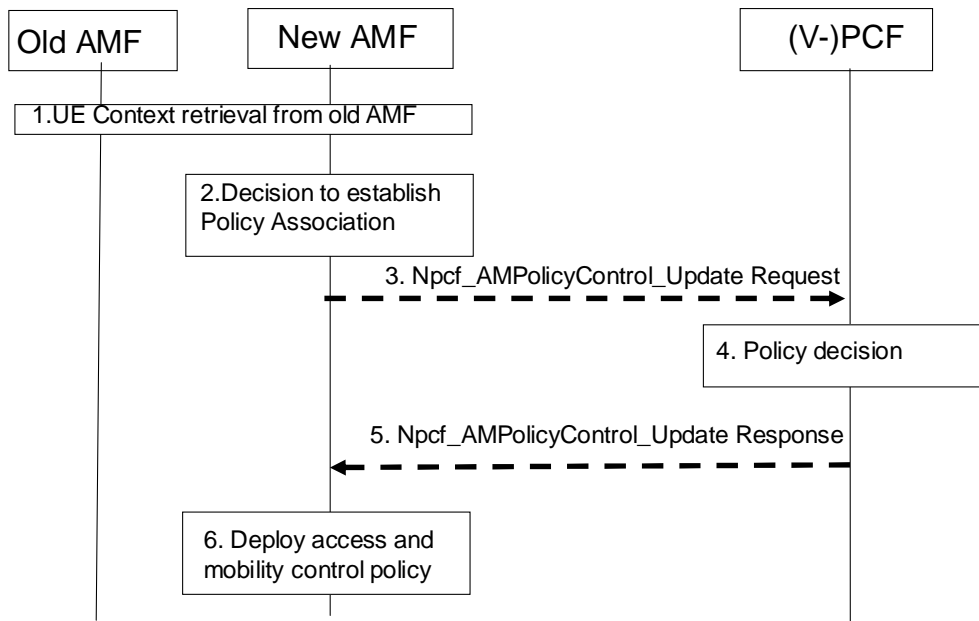 Old AMF
New AMF
(V-)PCF
1.UE Context retrieval from old AMF
2.Decision to establish
Policy Association
3. Npcf_AMPolicyControl_Update Request
4. Policy decision
5. Npcf_AMPolicyControl_Update Response
6. Deploy access and
mobility control policy